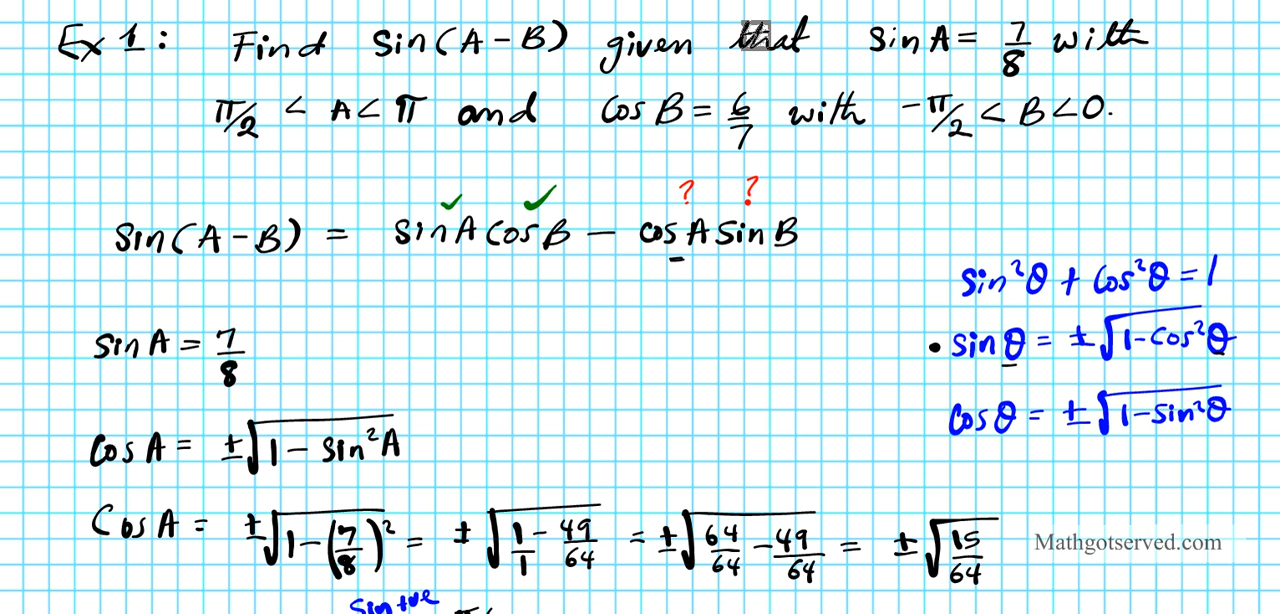 Ex 1: Find Sin(A-B) given that sin A = 7/8 with
π/2 < A < π and cos B = 6/7 with -π/2 < B < 0.
? ?
Sin(A-B) = sin A Cos B - cos A Sin B
sin²θ + Cos²θ = 1
sin A = 7/8
• sin θ = ±√1-Cos²θ
Cos θ = ±√1-Sin²θ
Cos A = ±√1 - Sin²A
Cos A = ±√1-(7/8)² = ±√1/1 - 49/64 = ±√64/64 - 49/64 = ±√15/64
Mathgotserved.com
Sin +ve